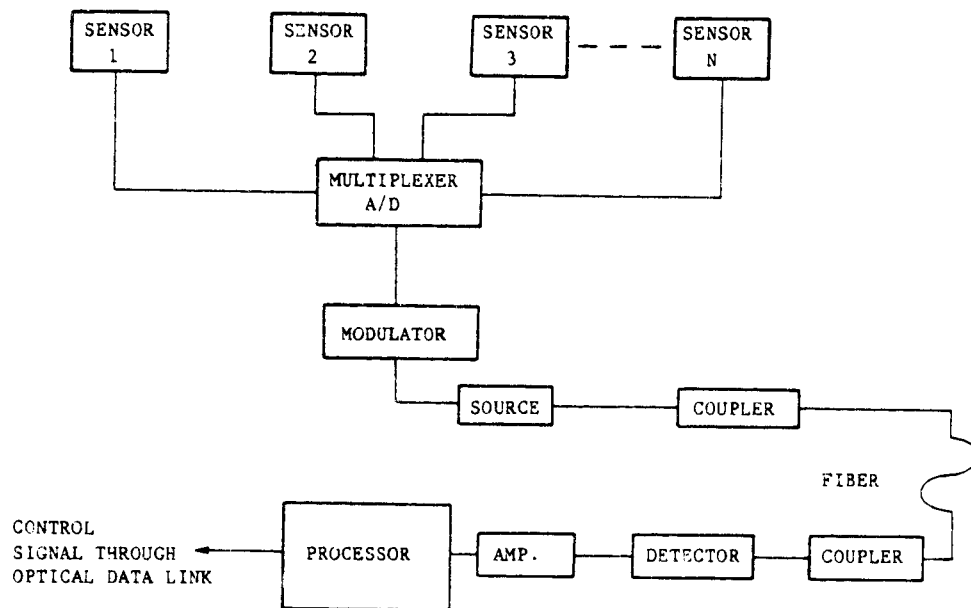 SENSOR
1
SENSOR
2
SENSOR
3
SENSOR
N
MULTIPLEXER
A/D
MODULATOR
SOURCE
COUPLER
FIBER
CONTROL
SIGNAL THROUGH
OPTICAL DATA LINK
PROCESSOR
AMP.
DETECTOR
COUPLER